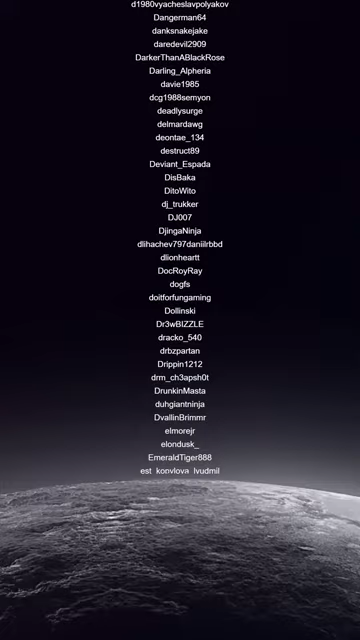 d1980vyacheslavpolyakov
Dangerman64
danksnakejake
daredevil2909
DarkerThanABlackRose
Darling_Alpheria
davie1985
dcg1988semyon
deadlysurge
delmardawg
deontae_134
destruct89
Deviant_Espada
DisBaka
DitoWito
dj_trukker
DJ007
DjingaNinja
dlihachev797daniilrbbd
dlionheartt
DocRoyRay
dogfs
doitforfungaming
Dollinski
Dr3wBIZZLE
dracko_540
drbzpartan
Drippin1212
drm_ch3apsh0t
DrunkinMasta
duhgiantninja
DvallinBrimmr
elmorejr
elondusk_
EmeraldTiger888
est_konvlova_lvudmil